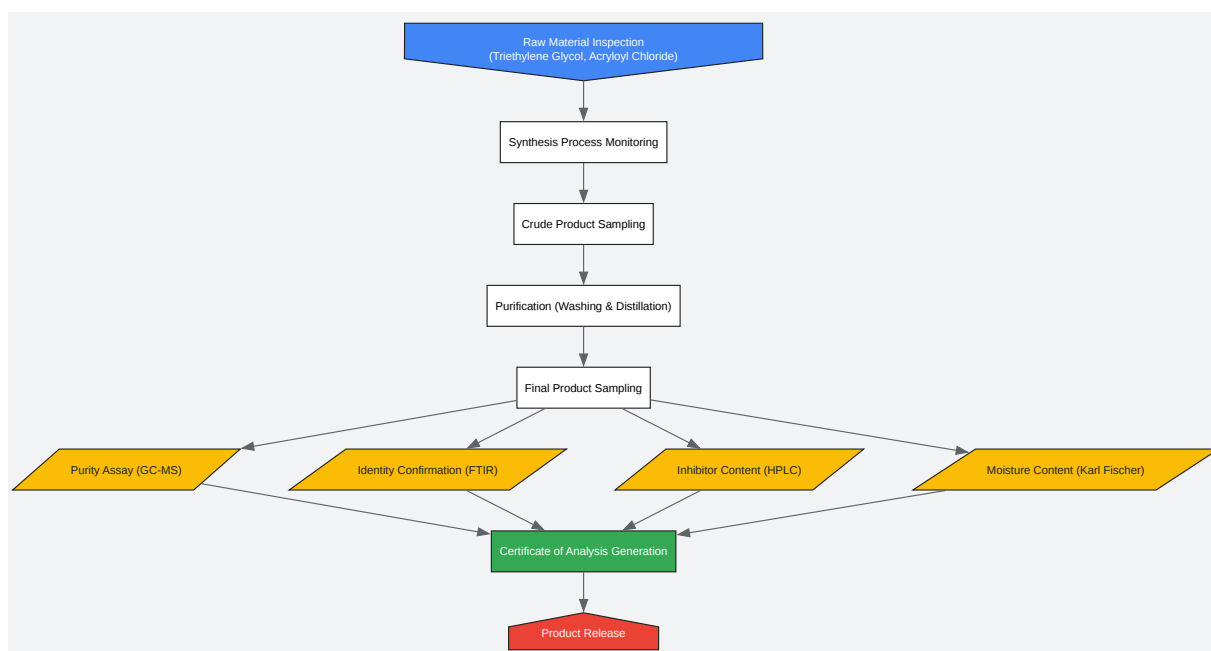 Raw Material Inspection
(Triethylene Glycol, Acryloyl Chloride)
Synthesis Process Monitoring
Crude Product Sampling
Purification (Washing & Distillation)
Final Product Sampling
Purity Assay (GC-MS)
Identity Confirmation (FTIR)
Inhibitor Content (HPLC)
Moisture Content (Karl Fischer)
Certificate of Analysis Generation
Product Release